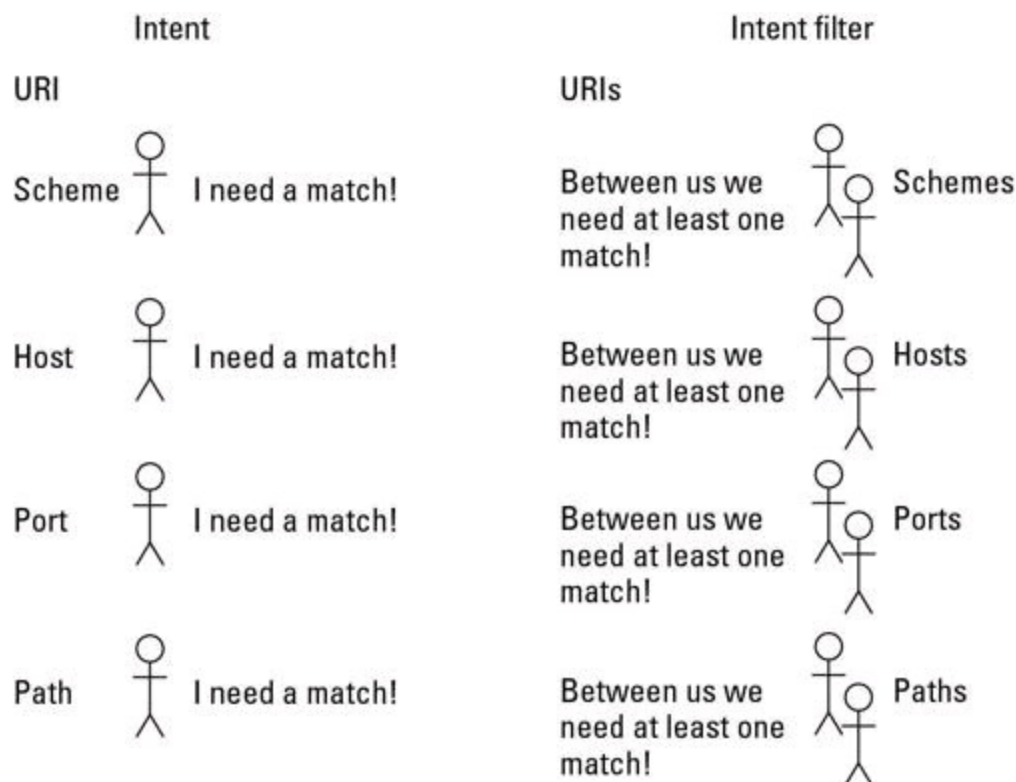 Intent
Intent filter
URI
URIs
Scheme
I need a match!
Between us we
need at least one
match!
Schemes
Host
I need a match!
Between us we
need at least one
match!
Hosts
Port
I need a match!
Between us we
need at least one
match!
Ports
Path
I need a match!
Between us we
need at least one
match!
Paths